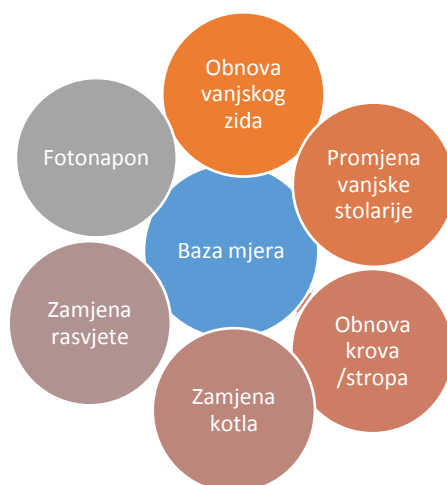 Obnova
vanjskog
zida
Fotonapon
Promjena
vanjske
stolarije
Baza mjera
Zamjena
rasvjete
Obnova
krova
/stropa
Zamjena
kotla